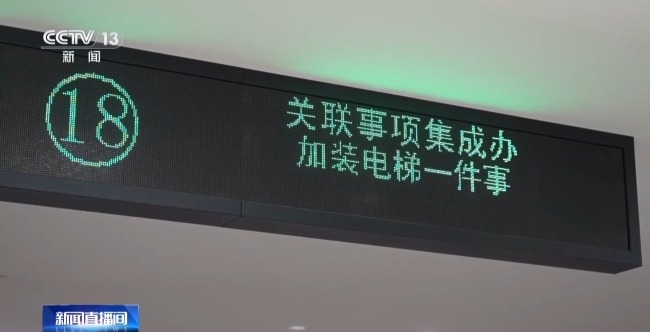 CCTV 13
新闻
18
关联事项集成办
加装电梯一件事
新闻直播间